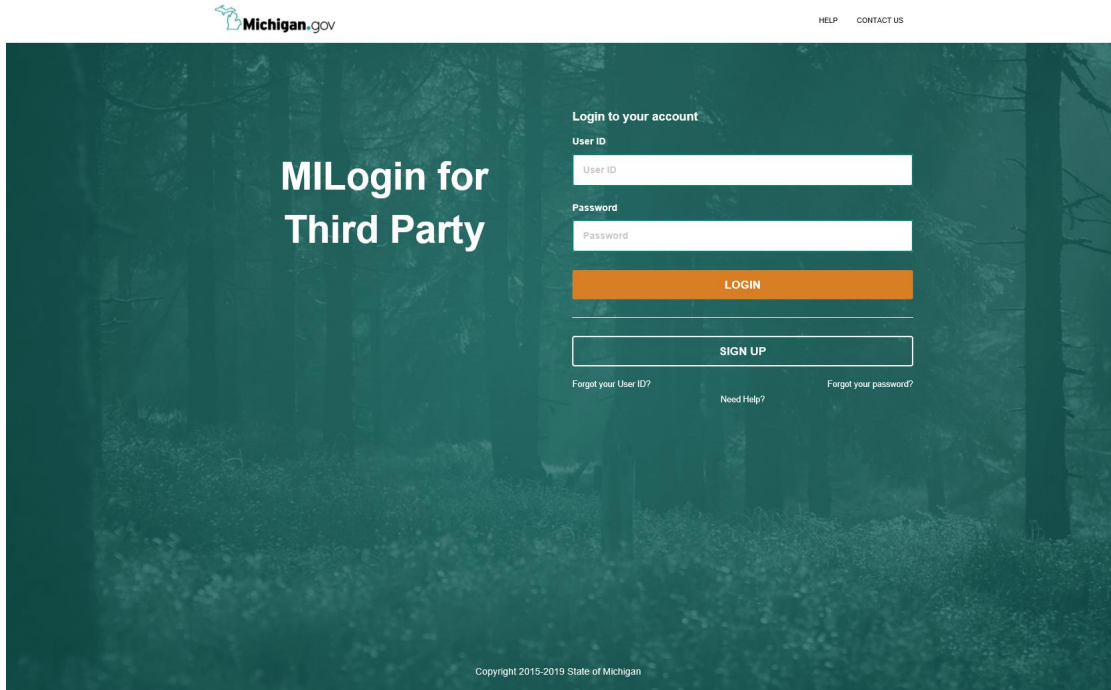 Michigan.gov
HELP CONTACT US
MILogin for
Third Party
Login to your account
User ID
User ID
Password
Password
LOGIN
SIGN UP
Forgot your User ID? Forgot your password?
Need Help?
Copyright 2015-2019 State of Michigan